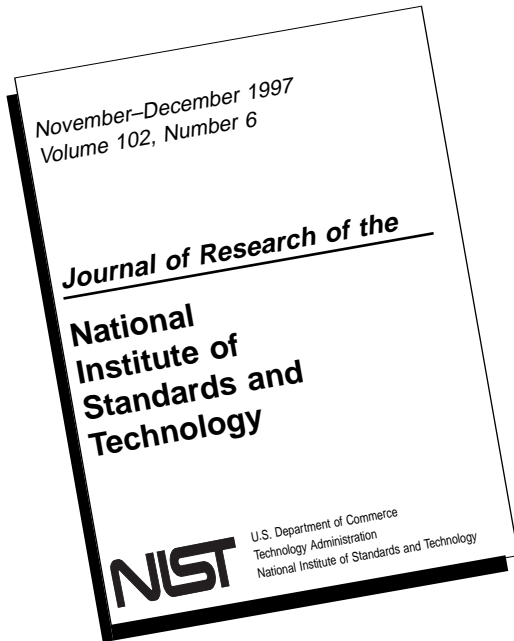 November–December 1997
Volume 102, Number 6
Journal of Research of the
National
Institute of
Standards and
Technology
NIST
U.S. Department of Commerce
Technology Administration
National Institute of Standards and Technology